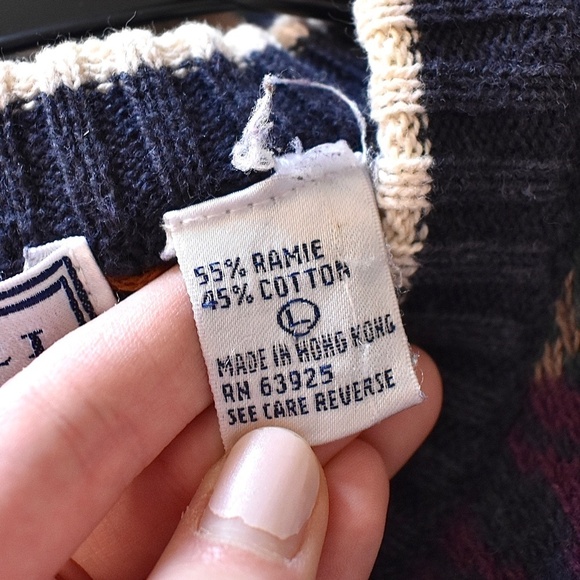 55% RAMIE
45% COTTON
L
MADE IN HONG KONG
RN 63925
SEE CARE REVERSE